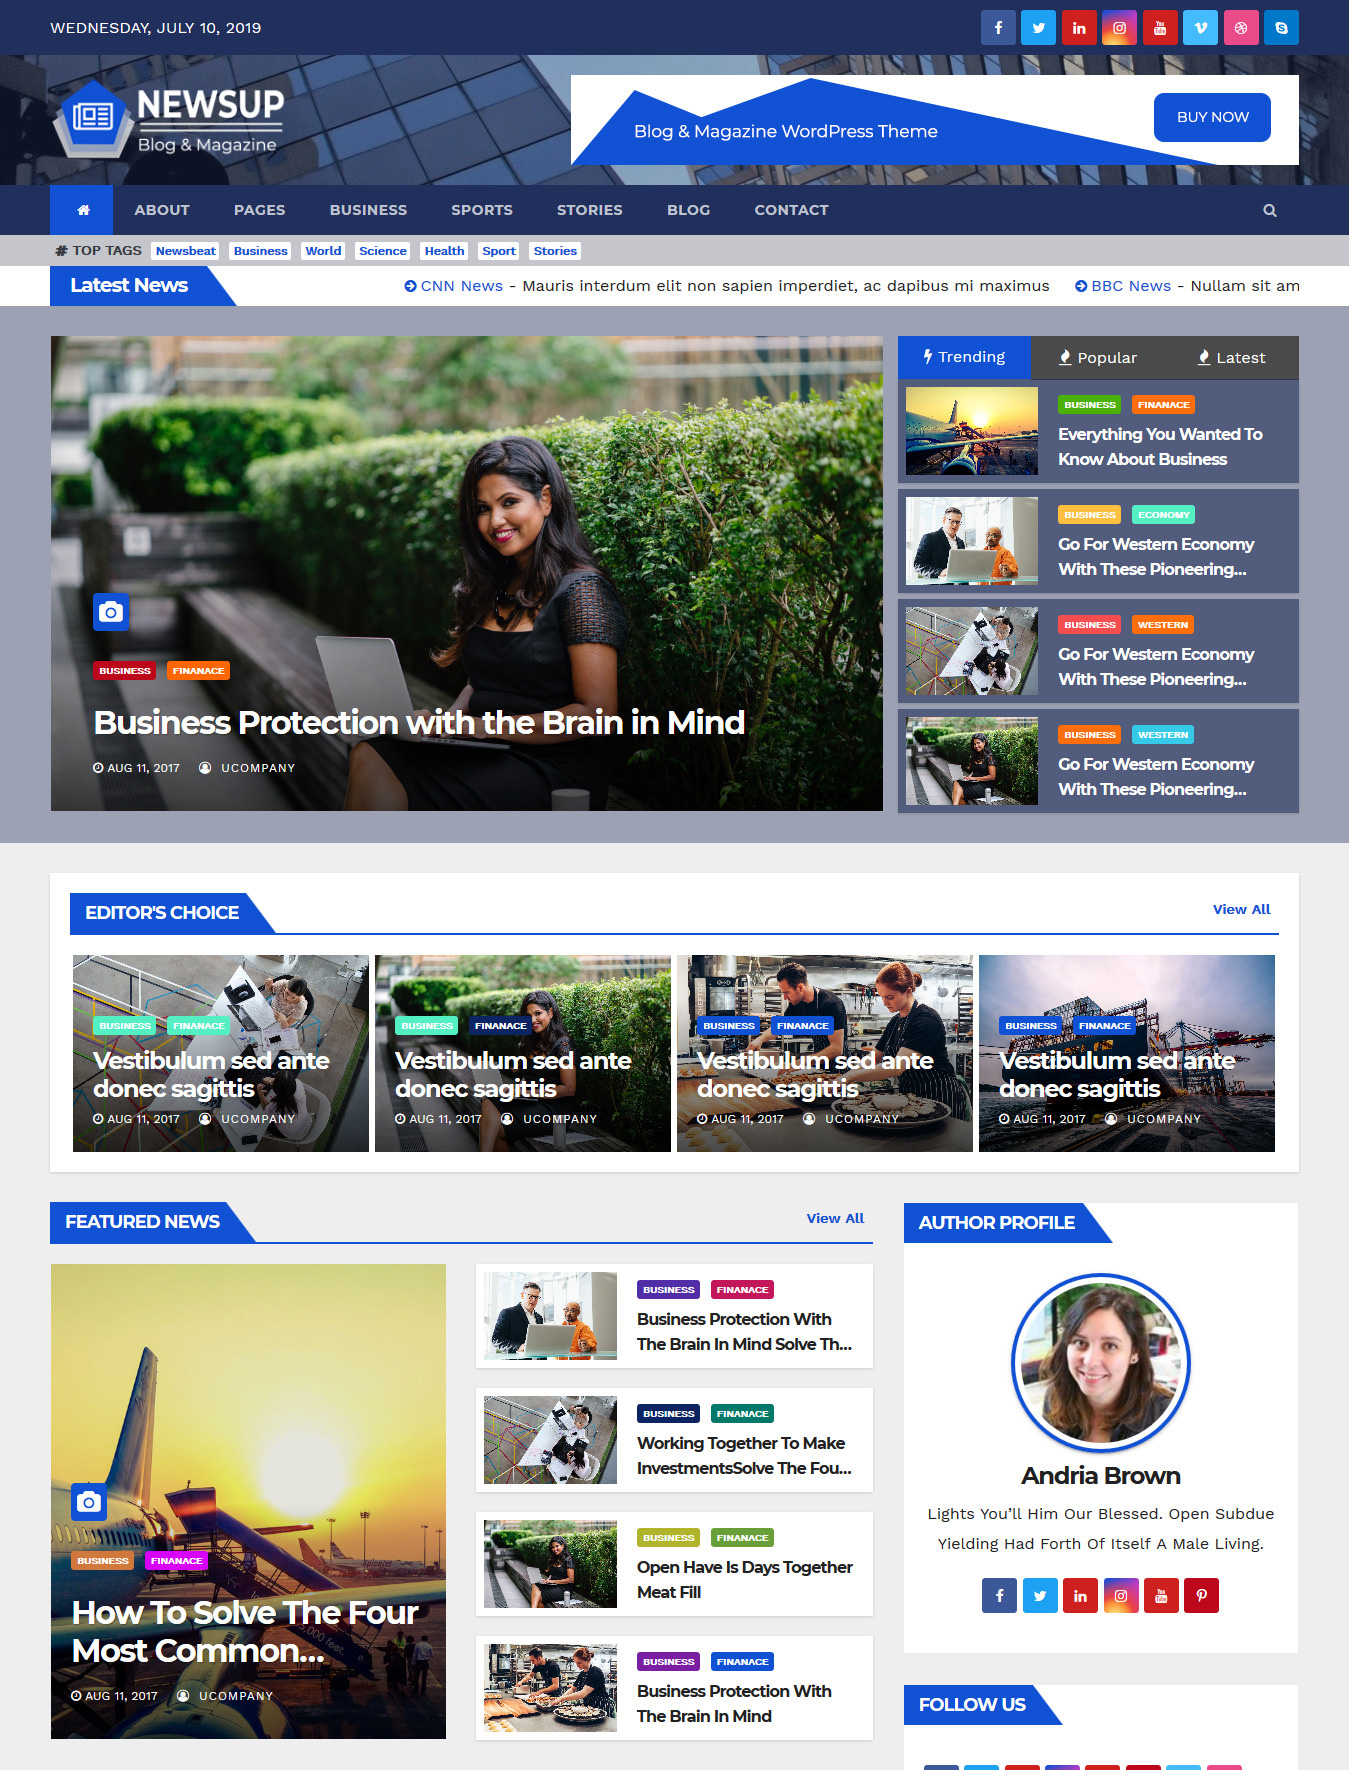 WEDNESDAY, JULY 10, 2019
NEWSUP
Blog & Magazine
Blog & Magazine WordPress Theme
BUY NOW
ABOUT PAGES BUSINESS SPORTS STORIES BLOG CONTACT
# TOP TAGS Newsbeat Business World Science Health Sport Stories
Latest News
CNN News - Mauris interdum elit non sapien imperdiet, ac dapibus mi maximus
BBC News - Nullam sit am
BUSINESS FINANACE
Business Protection with the Brain in Mind
AUG 11, 2017 UCOMPANY
Trending Popular Latest
BUSINESS FINANACE
Everything You Wanted To
Know About Business
BUSINESS ECONOMY
Go For Western Economy
With These Pioneering...
BUSINESS WESTERN
Go For Western Economy
With These Pioneering...
BUSINESS WESTERN
Go For Western Economy
With These Pioneering...
EDITOR'S CHOICE
View All
BUSINESS FINANACE
Vestibulum sed ante
donec sagittis
AUG 11, 2017 UCOMPANY
BUSINESS FINANACE
Vestibulum sed ante
donec sagittis
AUG 11, 2017 UCOMPANY
BUSINESS FINANACE
Vestibulum sed ante
donec sagittis
AUG 11, 2017 UCOMPANY
BUSINESS FINANACE
Vestibulum sed ante
donec sagittis
AUG 11, 2017 UCOMPANY
FEATURED NEWS
View All
BUSINESS FINANACE
How To Solve The Four
Most Common...
AUG 11, 2017 UCOMPANY
BUSINESS FINANACE
Business Protection With
The Brain In Mind Solve Th...
BUSINESS FINANACE
Working Together To Make
InvestmentsSolve The Fou...
BUSINESS FINANACE
Open Have Is Days Together
Meat Fill
BUSINESS FINANACE
Business Protection With
The Brain In Mind
AUTHOR PROFILE
Andria Brown
Lights You'll Him Our Blessed. Open Subdue
Yielding Had Forth Of Itself A Male Living.
FOLLOW US